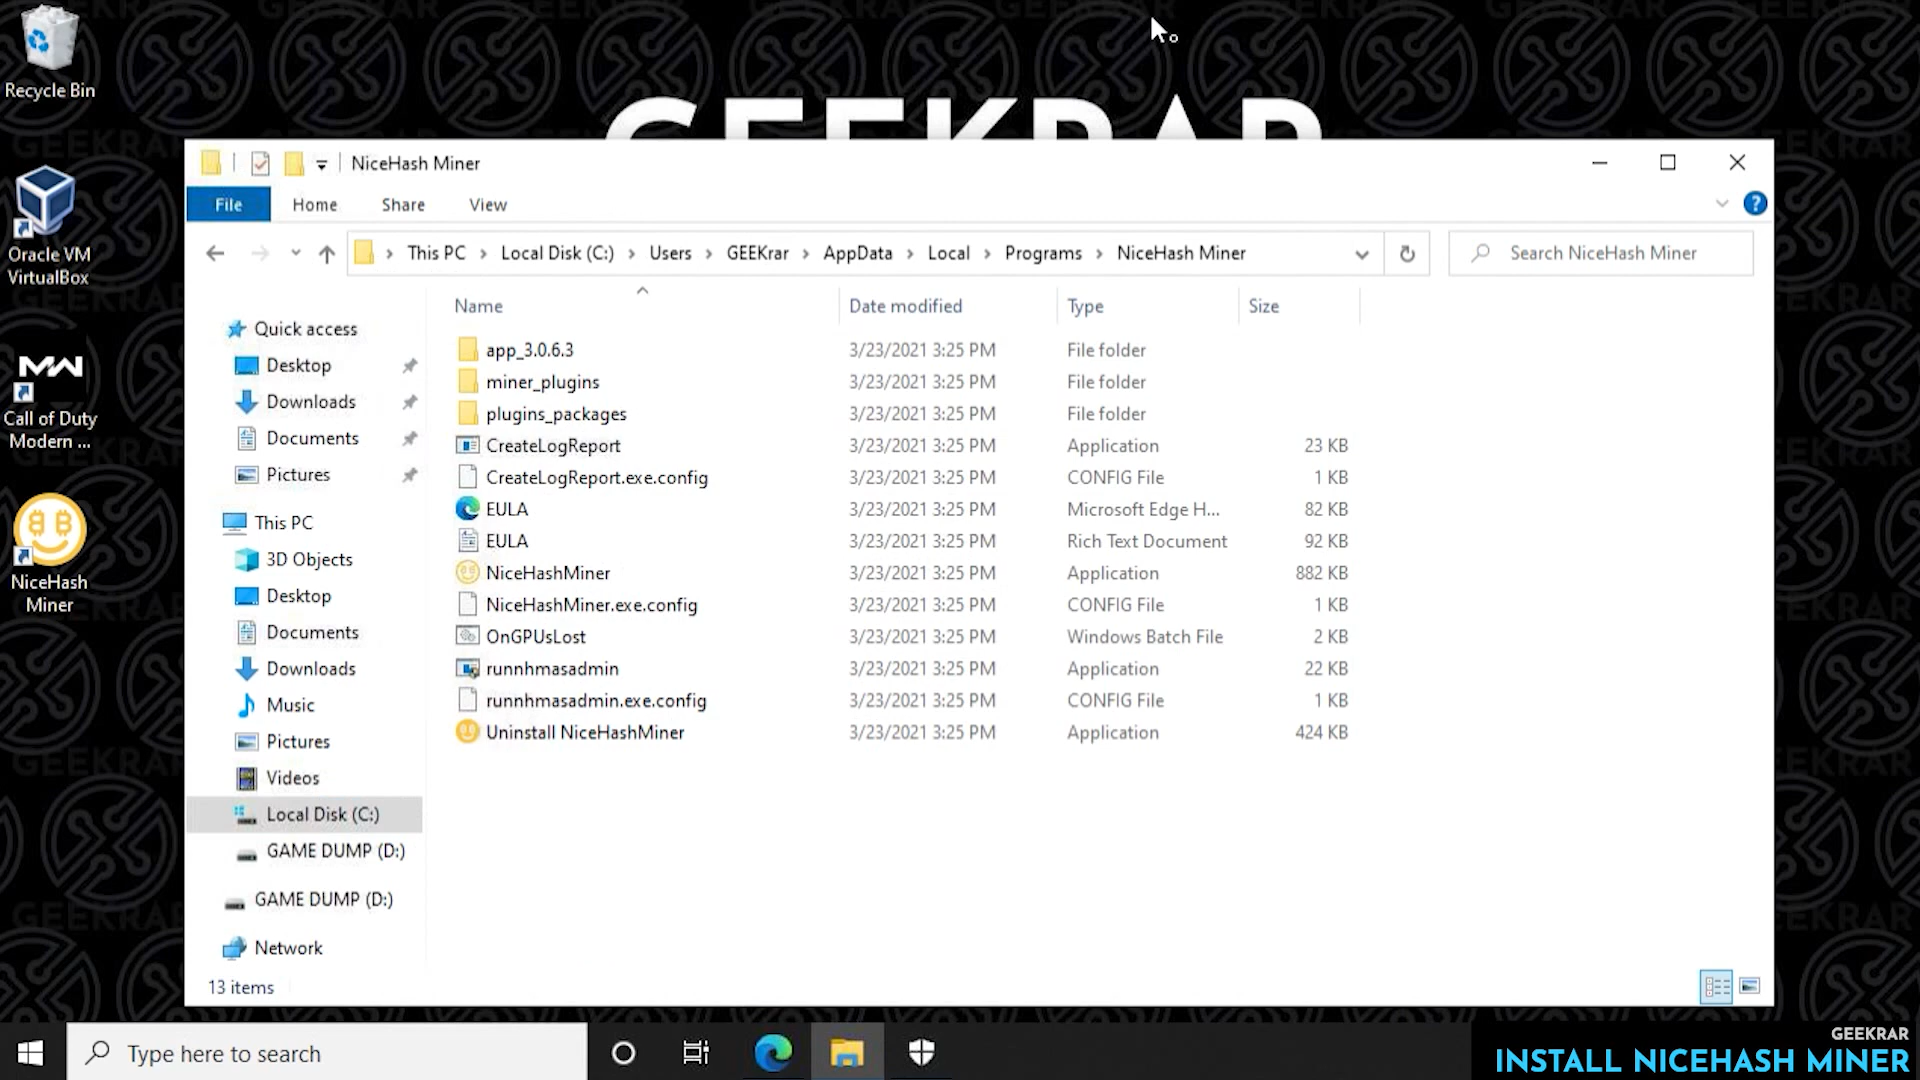 Recycle Bin
Oracle VM
VirtualBox
Call of Duty
Modern ...
NiceHash
Miner
GEEKRAR
NiceHash Miner
File Home Share View
This PC Local Disk (C:) Users GEEKrar AppData Local Programs NiceHash Miner
Search NiceHash Miner
Quick access
Desktop
Downloads
Documents
Pictures
This PC
3D Objects
Desktop
Documents
Downloads
Music
Pictures
Videos
Local Disk (C:)
GAME DUMP (D:)
GAME DUMP (D:)
Network
Name Date modified Type Size
app_3.0.6.3 3/23/2021 3:25 PM File folder
miner_plugins 3/23/2021 3:25 PM File folder
plugins_packages 3/23/2021 3:25 PM File folder
CreateLogReport 3/23/2021 3:25 PM Application 23 KB
CreateLogReport.exe.config 3/23/2021 3:25 PM CONFIG File 1 KB
EULA 3/23/2021 3:25 PM Microsoft Edge H... 82 KB
EULA 3/23/2021 3:25 PM Rich Text Document 92 KB
NiceHashMiner 3/23/2021 3:25 PM Application 882 KB
NiceHashMiner.exe.config 3/23/2021 3:25 PM CONFIG File 1 KB
OnGPUsLost 3/23/2021 3:25 PM Windows Batch File 2 KB
runnhmasadmin 3/23/2021 3:25 PM Application 22 KB
runnhmasadmin.exe.config 3/23/2021 3:25 PM CONFIG File 1 KB
Uninstall NiceHashMiner 3/23/2021 3:25 PM Application 424 KB
13 items
Type here to search
GEEKRAR
INSTALL NICEHASH MINER